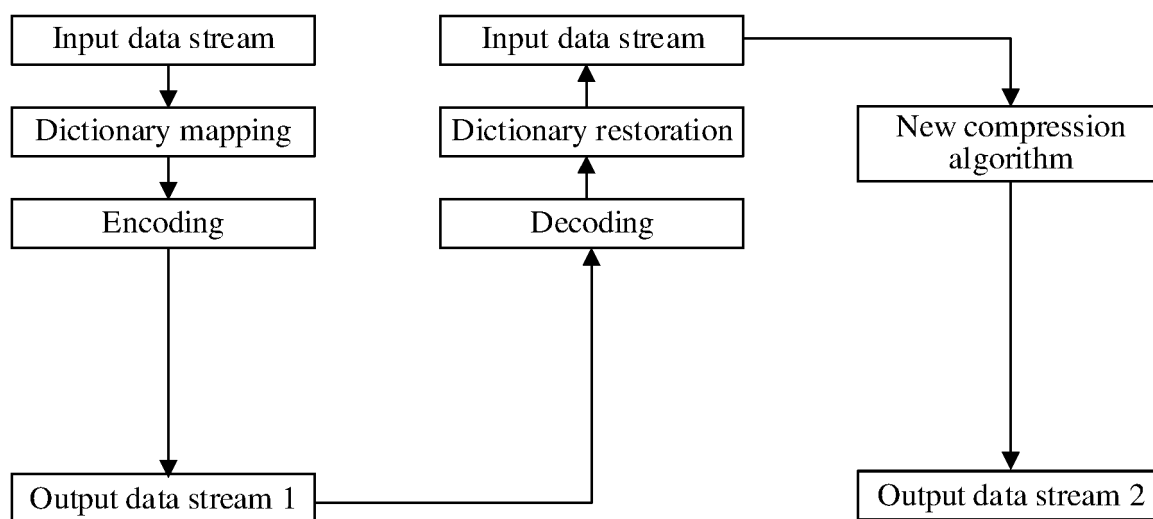 Input data stream
Dictionary mapping
Encoding
Output data stream 1
Input data stream
Dictionary restoration
Decoding
New compression
algorithm
Output data stream 2